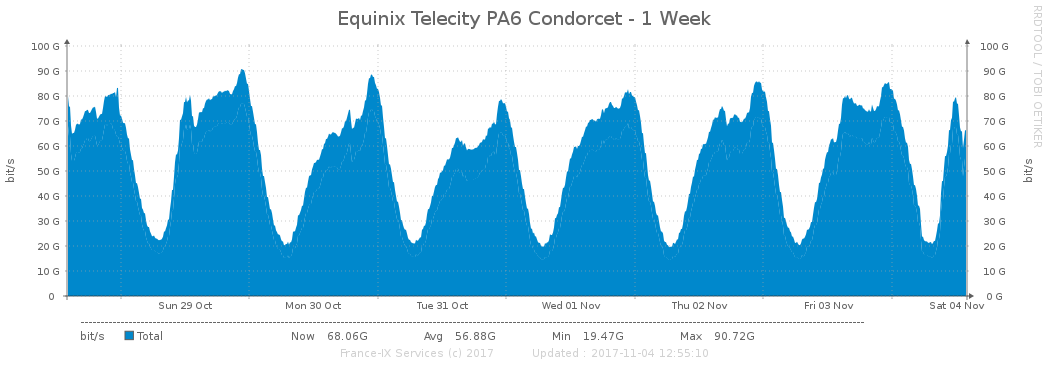 Equinix Telecity PA6 Condorcet - 1 Week
RRDTOOL / TOBI OETIKER
100 G 100 G
90 G 90 G
80 G 80 G
70 G 70 G
60 G 60 G
50 G 50 G
40 G 40 G
30 G 30 G
20 G 20 G
10 G 10 G
0 0 G
bit/s bit/s
Sun 29 Oct Mon 30 Oct Tue 31 Oct Wed 01 Nov Thu 02 Nov Fri 03 Nov Sat 04 Nov
bit/s Total Now 68.06G Avg 56.88G Min 19.47G Max 90.72G
France-IX Services (c) 2017 Updated : 2017-11-04 12:55:10